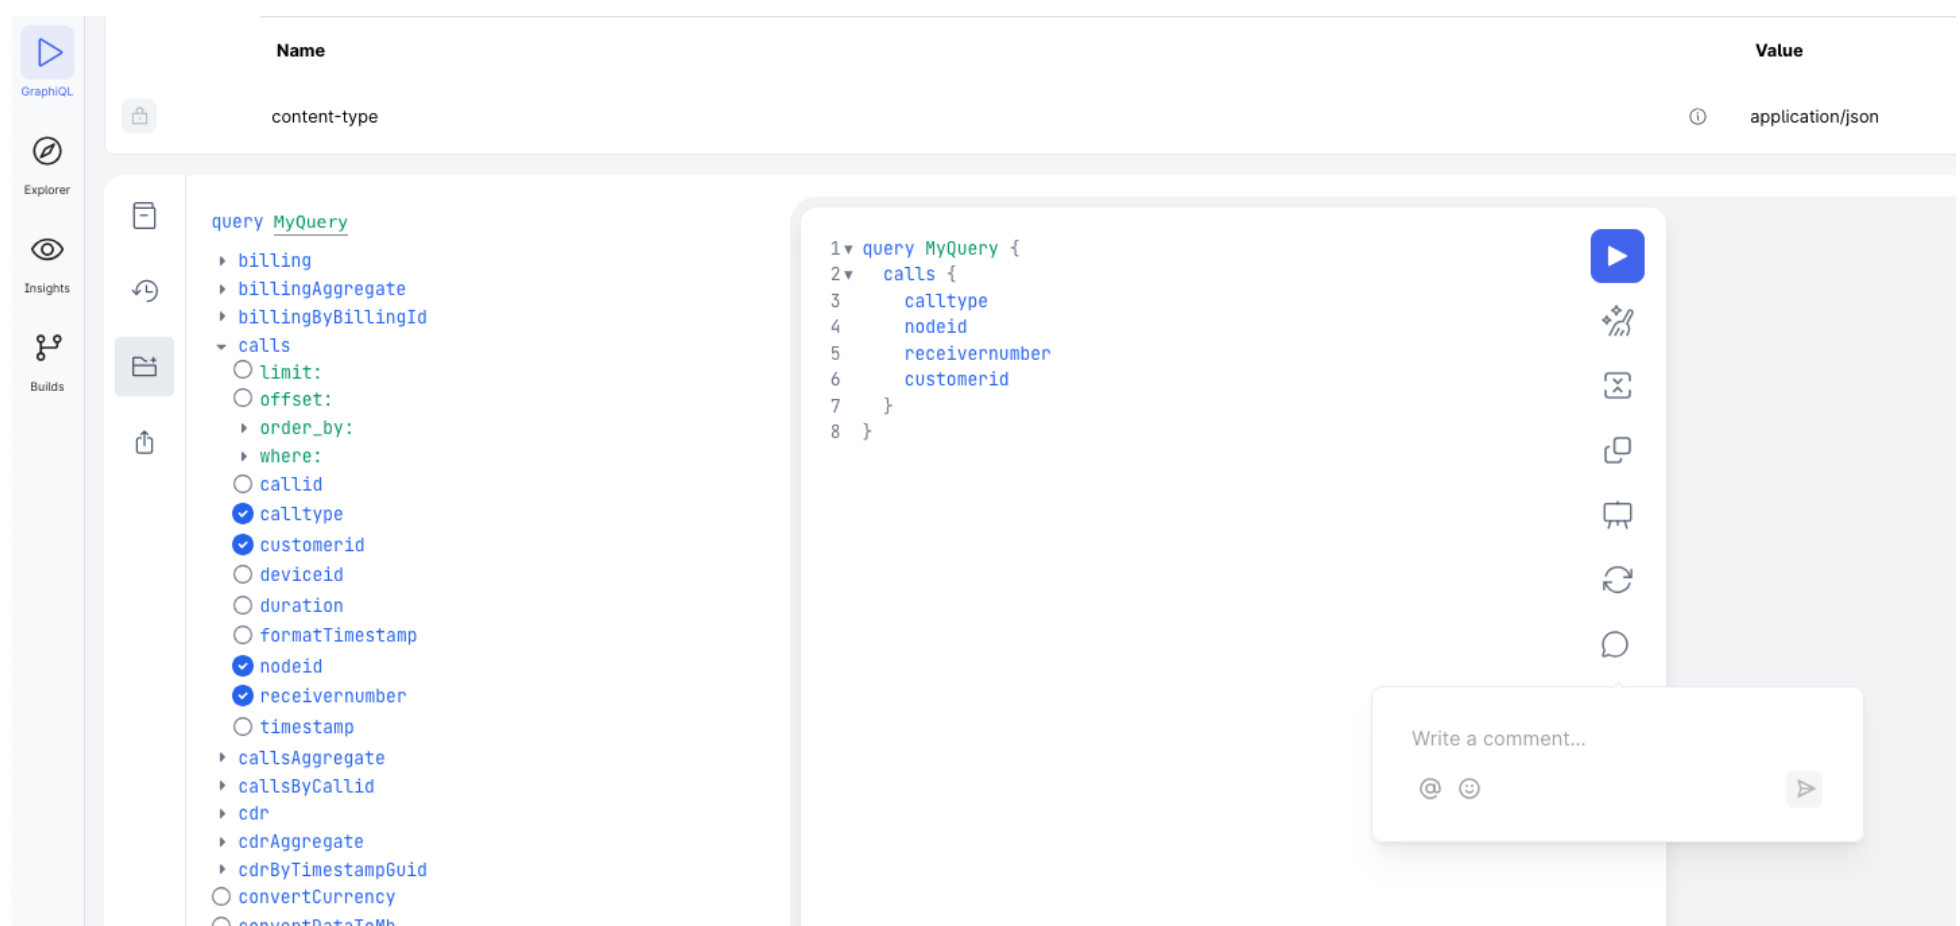 Name
Value
content-type
application/json
GraphiQL
Explorer
Insights
Builds
query MyQuery
billing
billingAggregate
billingByBillingId
calls
limit:
offset:
order_by:
where:
callid
calltype
customerid
deviceid
duration
formatTimestamp
nodeid
receivernumber
timestamp
callsAggregate
callsByCallid
cdr
cdrAggregate
cdrByTimestampGuid
convertCurrency
convertDataToMb
1 query MyQuery {
2 calls {
3 calltype
4 nodeid
5 receivernumber
6 customerid
7 }
8 }
Write a comment...
@